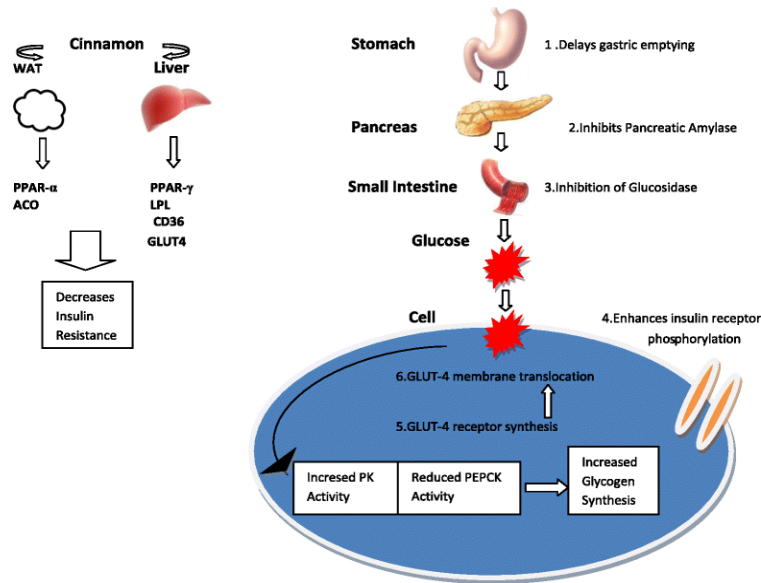 Cinnamon
WAT
Liver
PPAR-α
ACO
PPAR-γ
LPL
CD36
GLUT4
Decreases
Insulin
Resistance
Stomach
1 .Delays gastric emptying
Pancreas
2.Inhibits Pancreatic Amylase
Small Intestine
3.Inhibition of Glucosidase
Glucose
Cell
4.Enhances insulin receptor
phosphorylation
6.GLUT-4 membrane translocation
5.GLUT-4 receptor synthesis
Incresed PK
Activity
Reduced PEPCK
Activity
Increased
Glycogen
Synthesis